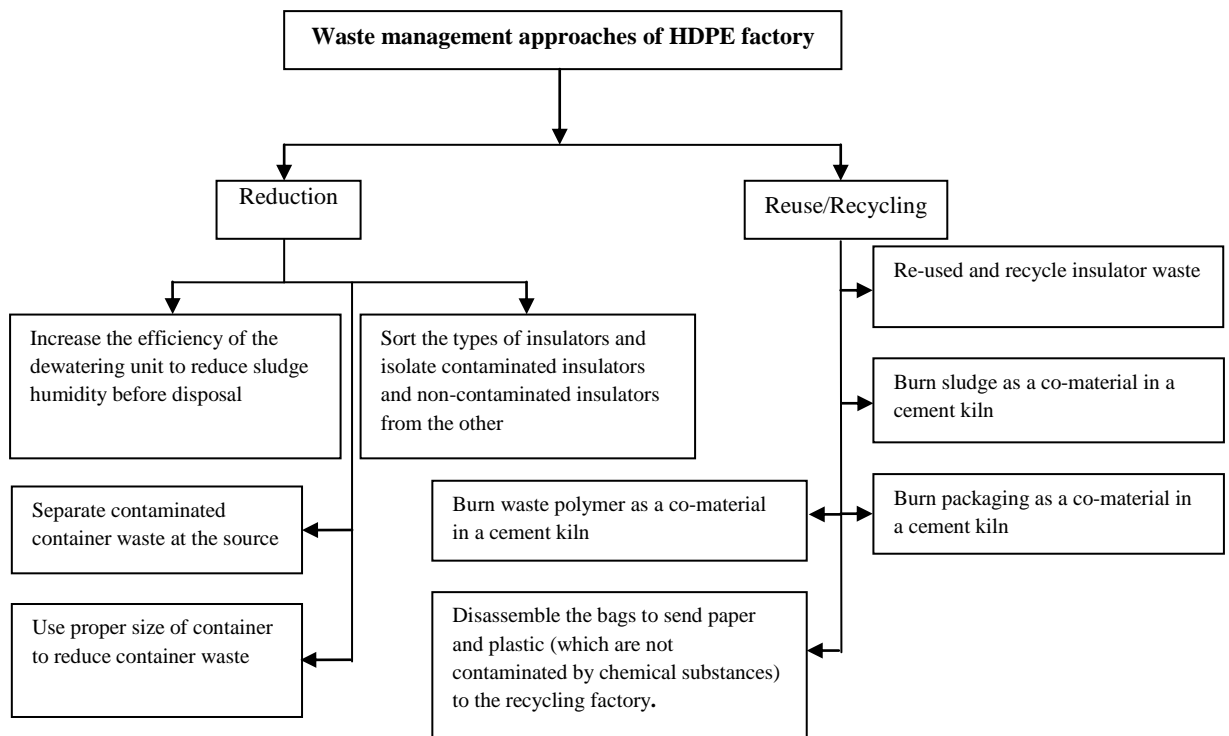 Waste management approaches of HDPE factory
Reduction
Reuse/Recycling
Increase the efficiency of the
dewatering unit to reduce sludge
humidity before disposal
Sort the types of insulators and
isolate contaminated insulators
and non-contaminated insulators
from the other
Separate contaminated
container waste at the source
Use proper size of container
to reduce container waste
Re-used and recycle insulator waste
Burn sludge as a co-material in a
cement kiln
Burn waste polymer as a co-material
in a cement kiln
Burn packaging as a co-material in
a cement kiln
Disassemble the bags to send paper
and plastic (which are not
contaminated by chemical substances)
to the recycling factory.